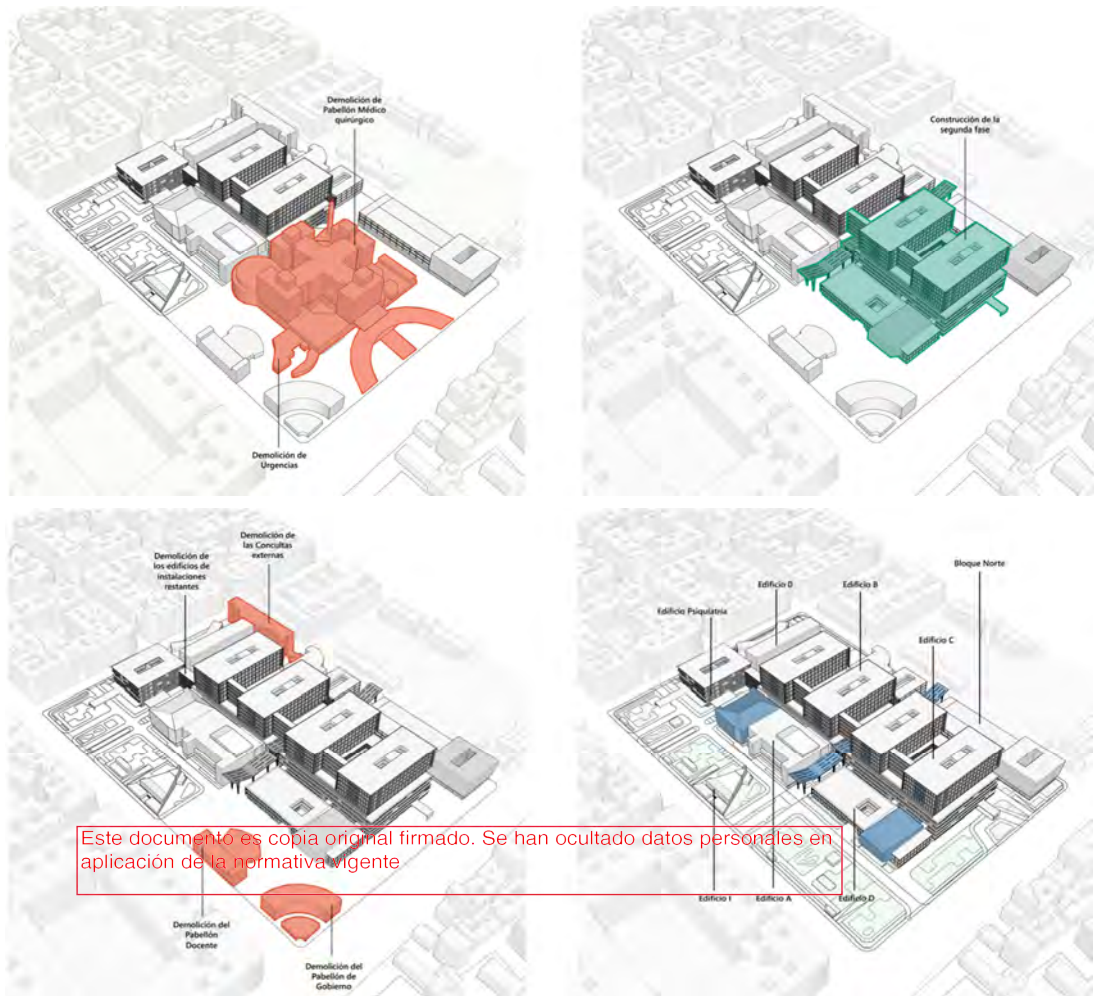 Demolición de
Pabellón Médico
quirúrgico
Demolición de
Urgencias
Construcción de la
segunda fase
Demolición de
las Concultas
externas
Demolición de
los edificios de
instalaciones
restantes
Demolición del
Pabellón
Docente
Demolición del
Pabellón de
Gobierno
Bloque Norte
Edificio 0
Edificio B
Edificio Psiquiatría
Edificio C
Edificio I
Edificio A
Edificio D
Este documento es copia original firmado. Se han ocultado datos personales en
aplicación de la normativa vigente